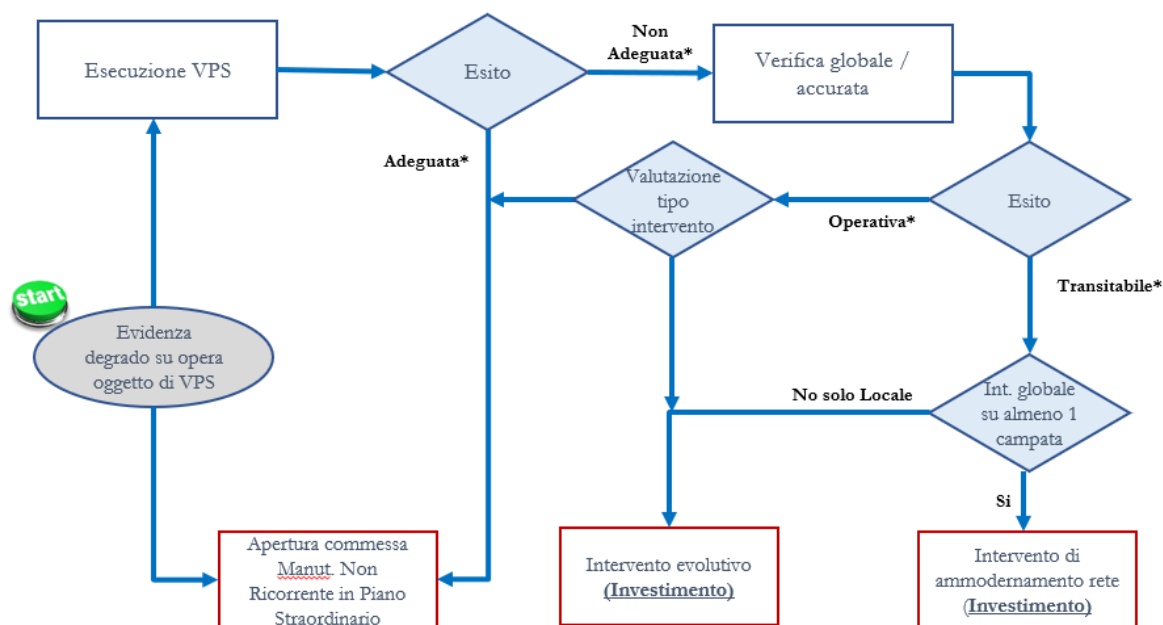 Non
Adeguata*
Esecuzione VPS
Esito
Verifica globale /
accurata
Adeguata*
Valutazione
tipo
intervento
Operativa*
Esito
Transitabile*
start
Evidenza
degrado su opera
oggetto di VPS
No solo Locale
Int. globale
su almeno 1
campata
Si
Apertura commessa
Manut. Non
Ricorrente in Piano
Straordinario
Intervento evolutivo
(Investimento)
Intervento di
ammodernamento rete
(Investimento)